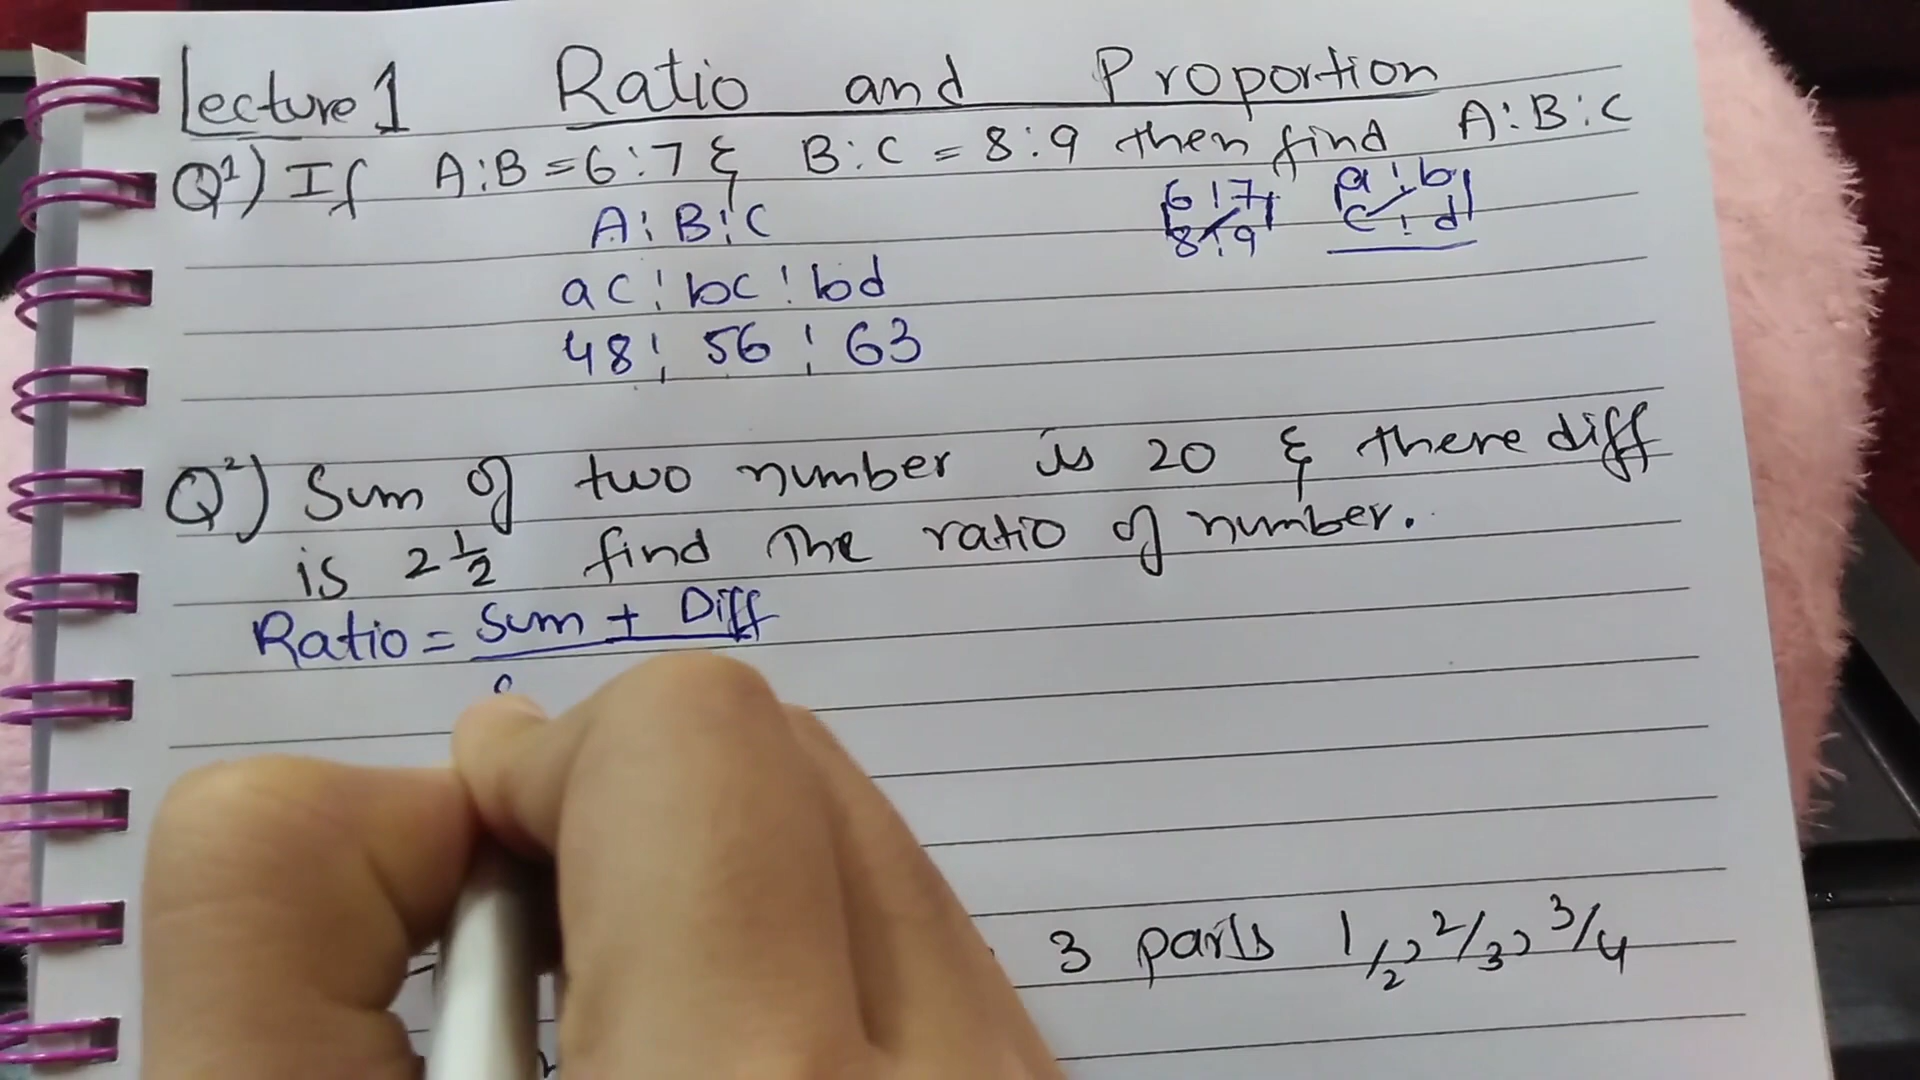 Lecture 1 Ratio and Proportion
Q1) If A:B = 6:7 & B:C = 8:9 then find A:B:C
A:B:C
6:7
8:9
a:b
c:d
ac:bc:bd
48:56:63
Q2) Sum of two number is 20 & there diff
is 2 1/2 find the ratio of number.
Ratio = Sum + Diff
3 parts 1/2, 2/3, 3/4